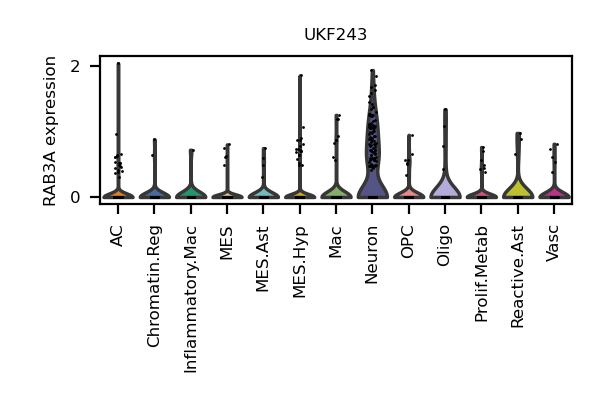 UKF243
RAB3A expression
2
0
AC
Chromatin.Reg
Inflammatory.Mac
MES
MES.Ast
MES.Hyp
Mac
Neuron
OPC
Oligo
Prolif.Metab
Reactive.Ast
Vasc